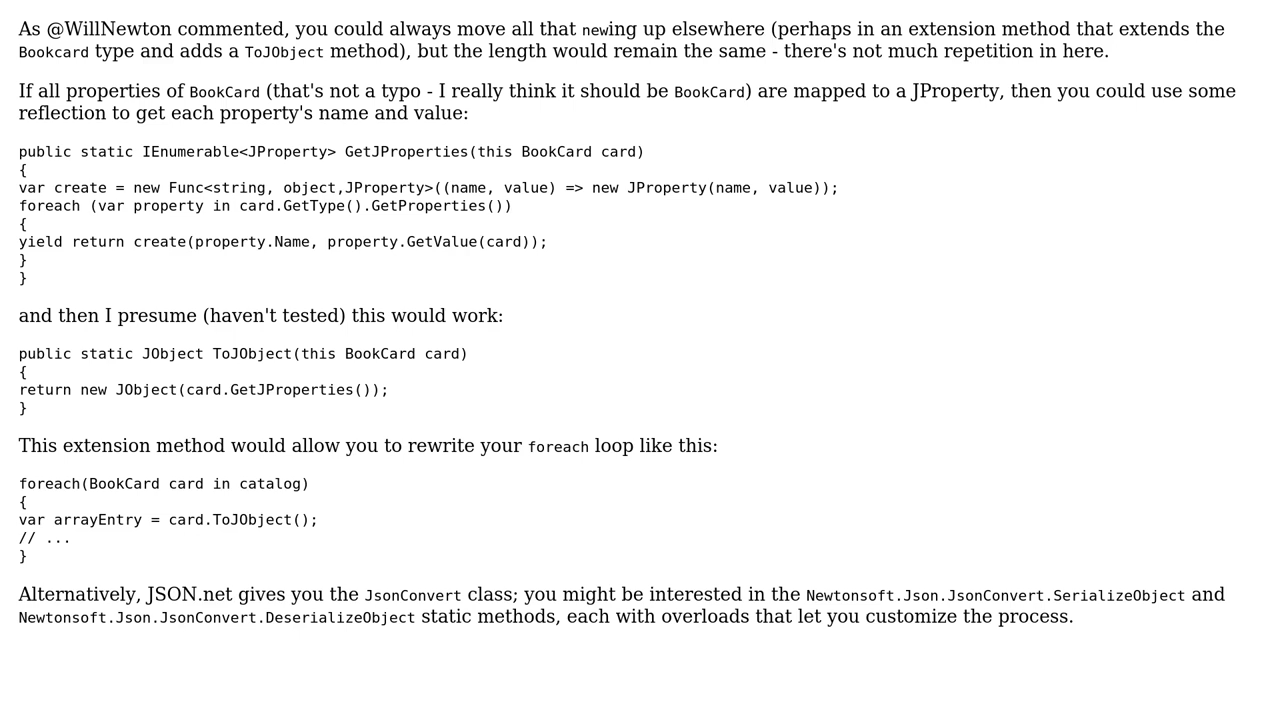 As @WillNewton commented, you could always move all that newing up elsewhere (perhaps in an extension method that extends the
Bookcard type and adds a ToJObject method), but the length would remain the same - there's not much repetition in here.
If all properties of BookCard (that's not a typo - I really think it should be BookCard) are mapped to a JProperty, then you could use some
reflection to get each property's name and value:
public static IEnumerable<JProperty> GetJProperties(this BookCard card)
{
var create = new Func<string, object,JProperty>((name, value) => new JProperty(name, value));
foreach (var property in card.GetType().GetProperties())
{
yield return create(property.Name, property.GetValue(card));
}
}
and then I presume (haven't tested) this would work:
public static JObject ToJObject(this BookCard card)
{
return new JObject(card.GetJProperties());
}
This extension method would allow you to rewrite your foreach loop like this:
foreach(BookCard card in catalog)
{
var arrayEntry = card.ToJObject();
// ...
}
Alternatively, JSON.net gives you the JsonConvert class; you might be interested in the Newtonsoft.Json.JsonConvert.SerializeObject and
Newtonsoft.Json.JsonConvert.DeserializeObject static methods, each with overloads that let you customize the process.